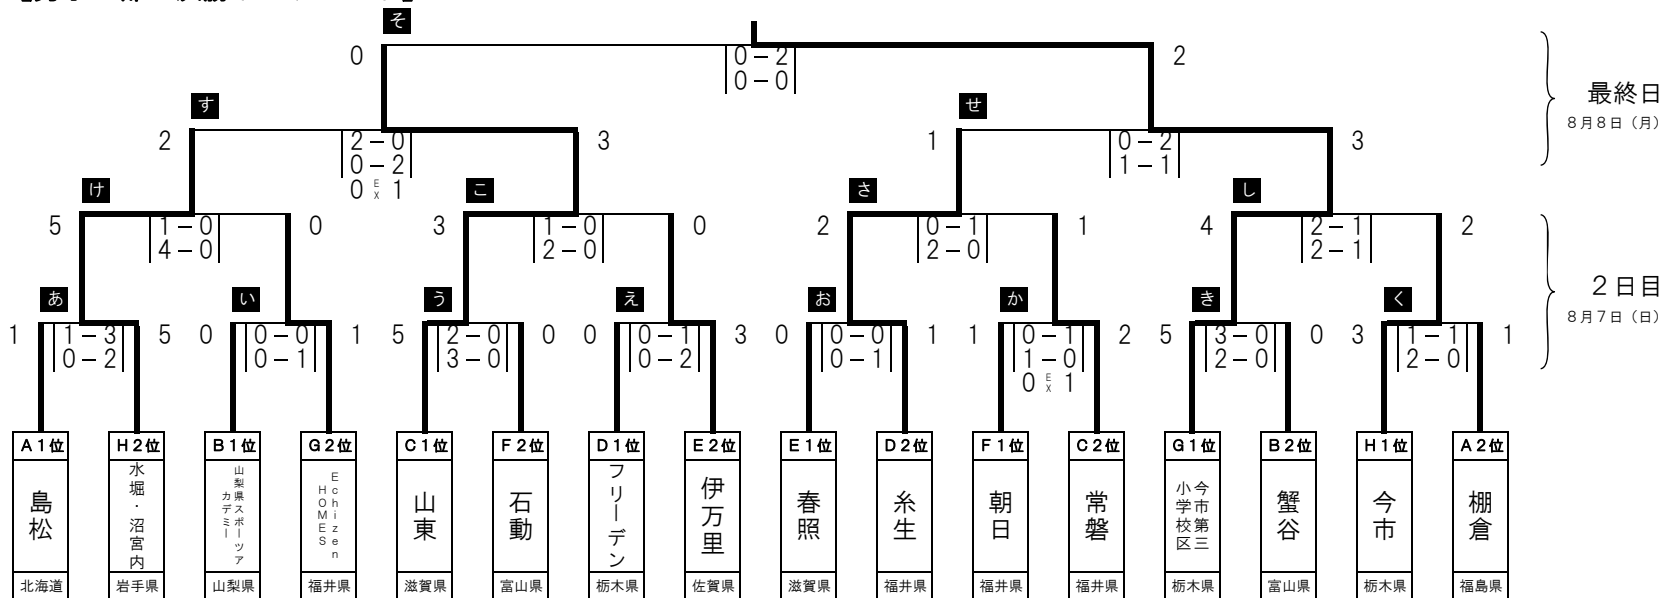 そ
0
0－2
2
0－0
最終日
8月8日（月）
す
せ
2
2－0
3
1
0－2
3
0－2
1－1
0 EX 1
け
こ
さ
し
5
1－0
0
3
1－0
0
2
0－1
1
4
2－1
2
4－0
2－0
2－0
2－1
2日目
8月7日（日）
あ
い
う
え
お
か
き
く
1
1－3
5
0
0－0
1
5
2－0
0
0
0－1
3
0
0－0
1
1
0－1
2
5
3－0
0
3
1－1
1
0－2
0－1
3－0
0－2
0－1
1－0
2－0
2－0
0 EX 1
A1位
H2位
B1位
G2位
C1位
F2位
D1位
E2位
E1位
D2位
F1位
C2位
G1位
B2位
H1位
A2位
島松
水堀・沼宮内
山梨県スポーツア
カデミー
Echizen
HOMES
山東
石動
フリーデン
伊万里
春照
糸生
朝日
常磐
今市第三
小学校区
蟹谷
今市
棚倉
北海道
岩手県
山梨県
福井県
滋賀県
富山県
栃木県
佐賀県
滋賀県
福井県
福井県
福井県
栃木県
富山県
栃木県
福島県